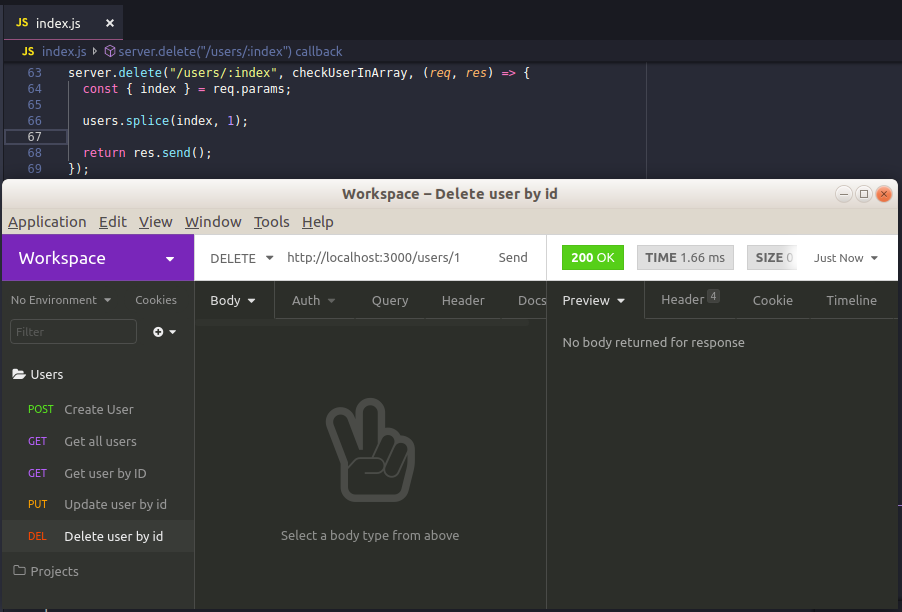 JS index.js ×
JS index.js server.delete("/users/:index") callback
63 server.delete("/users/:index", checkUserInArray, (req, res) => {
64 const { index } = req.params;
65
66 users.splice(index, 1);
67
68 return res.send();
69 });
Workspace – Delete user by id
Application Edit View Window Tools Help
Workspace
DELETE http://localhost:3000/users/1 Send
200 OK TIME 1.66 ms SIZE 0 Just Now
No Environment Cookies
Body Auth Query Header Docs
Preview Header 4 Cookie Timeline
Filter
No body returned for response
Users
POST Create User
GET Get all users
GET Get user by ID
PUT Update user by id
DEL Delete user by id
Select a body type from above
Projects